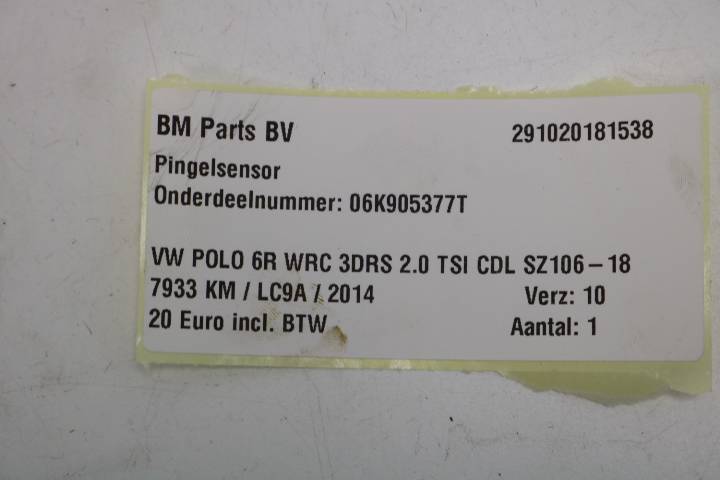 BM Parts BV 291020181538
Pingelsensor
Onderdeelnummer: 06K905377T
VW POLO 6R WRC 3DRS 2.0 TSI CDL SZ106-18
7933 KM / LC9A / 2014 Verz: 10
20 Euro incl. BTW Aantal: 1